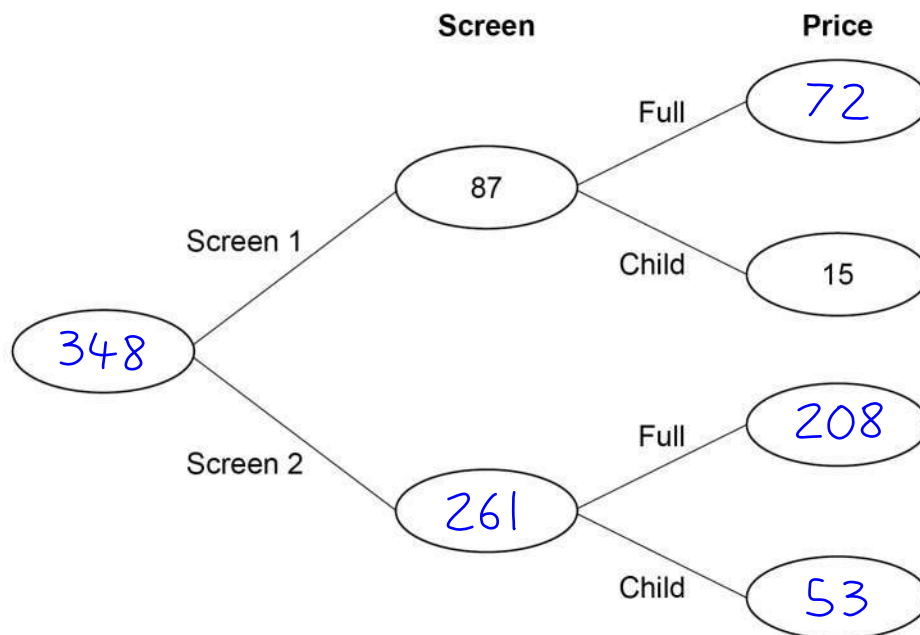 Screen Price
Full 72
87
Screen 1
Child 15
348
Full 208
Screen 2
261
Child 53